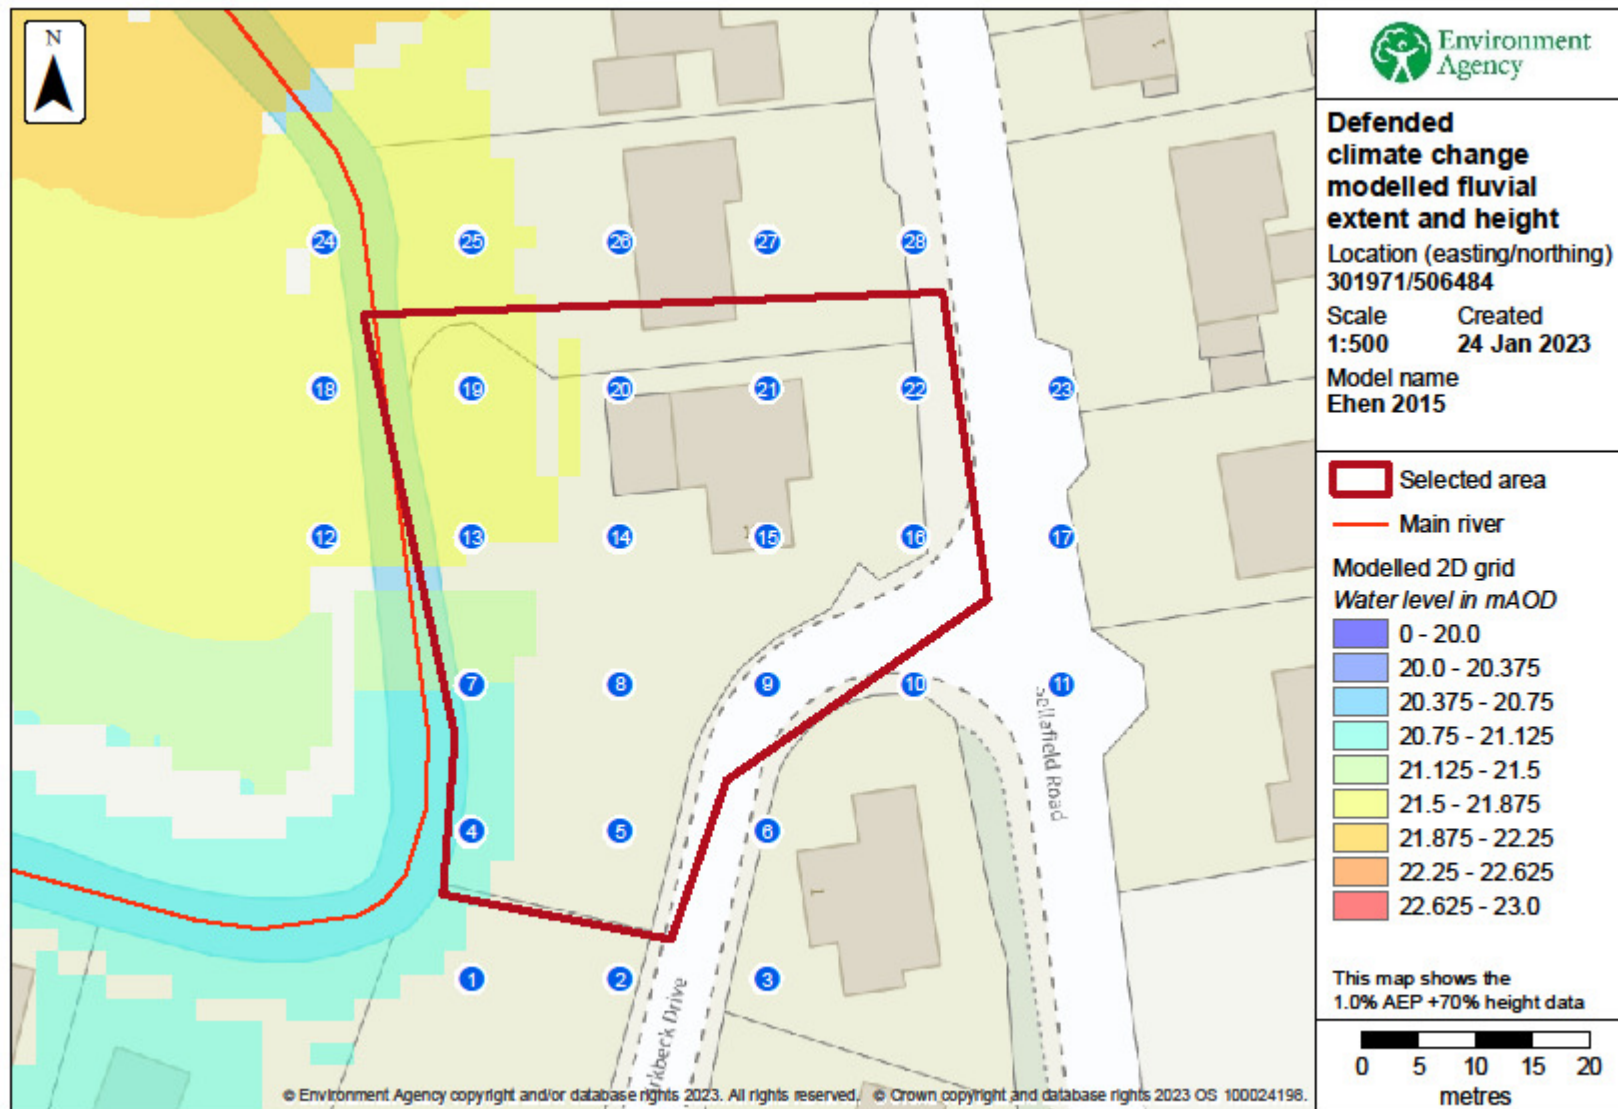 N
24
25
26
27
28
18
19
20
21
22
23
12
13
14
15
16
17
7
8
9
10
11
4
5
6
1
2
3
1
1
1
Sellafield Road
irkbeck Drive
© Environment Agency copyright and/or database rights 2023. All rights reserved. © Crown copyright and database rights 2023 OS 100024198.
Environment
Agency
Defended
climate change
modelled fluvial
extent and height
Location (easting/northing)
301971/506484
Scale Created
1:500 24 Jan 2023
Model name
Ehen 2015
Selected area
Main river
Modelled 2D grid
Water level in mAOD
0 - 20.0
20.0 - 20.375
20.375 - 20.75
20.75 - 21.125
21.125 - 21.5
21.5 - 21.875
21.875 - 22.25
22.25 - 22.625
22.625 - 23.0
This map shows the
1.0% AEP +70% height data
0 5 10 15 20
metres